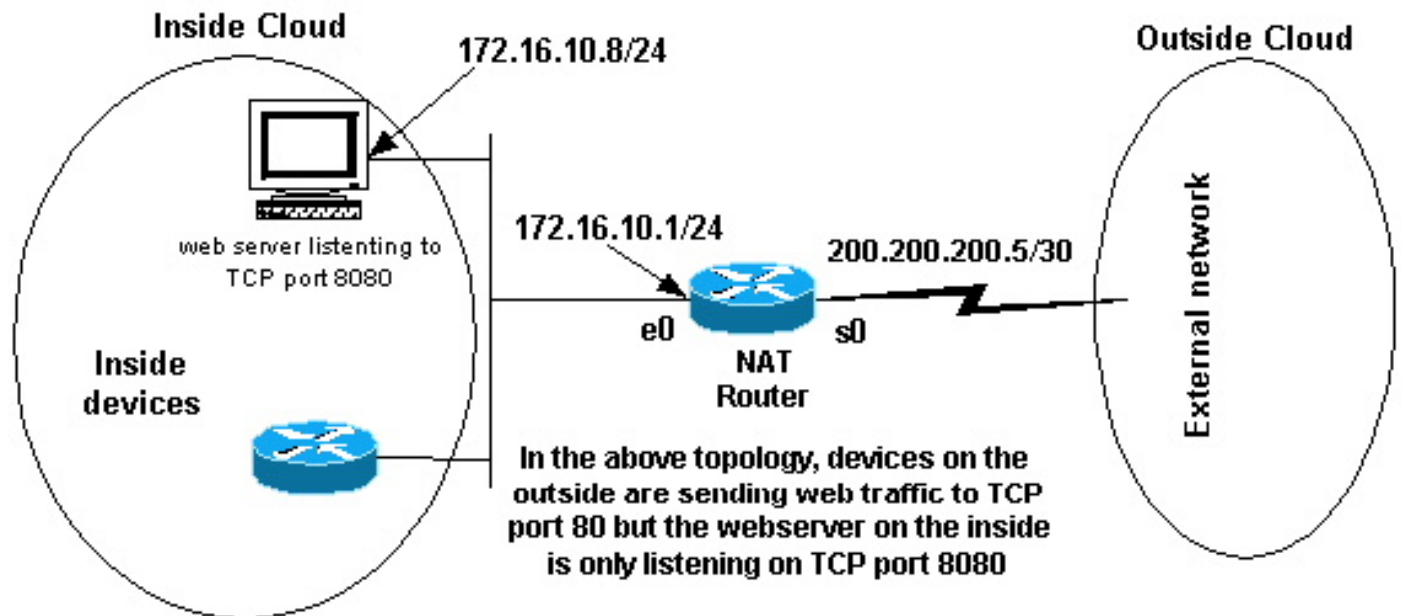 Inside Cloud
172.16.10.8/24
Outside Cloud
web server listenting to
TCP port 8080
172.16.10.1/24
200.200.200.5/30
e0
s0
NAT
Router
External network
Inside
devices
In the above topology, devices on the
outside are sending web traffic to TCP
port 80 but the webserver on the inside
is only listening on TCP port 8080